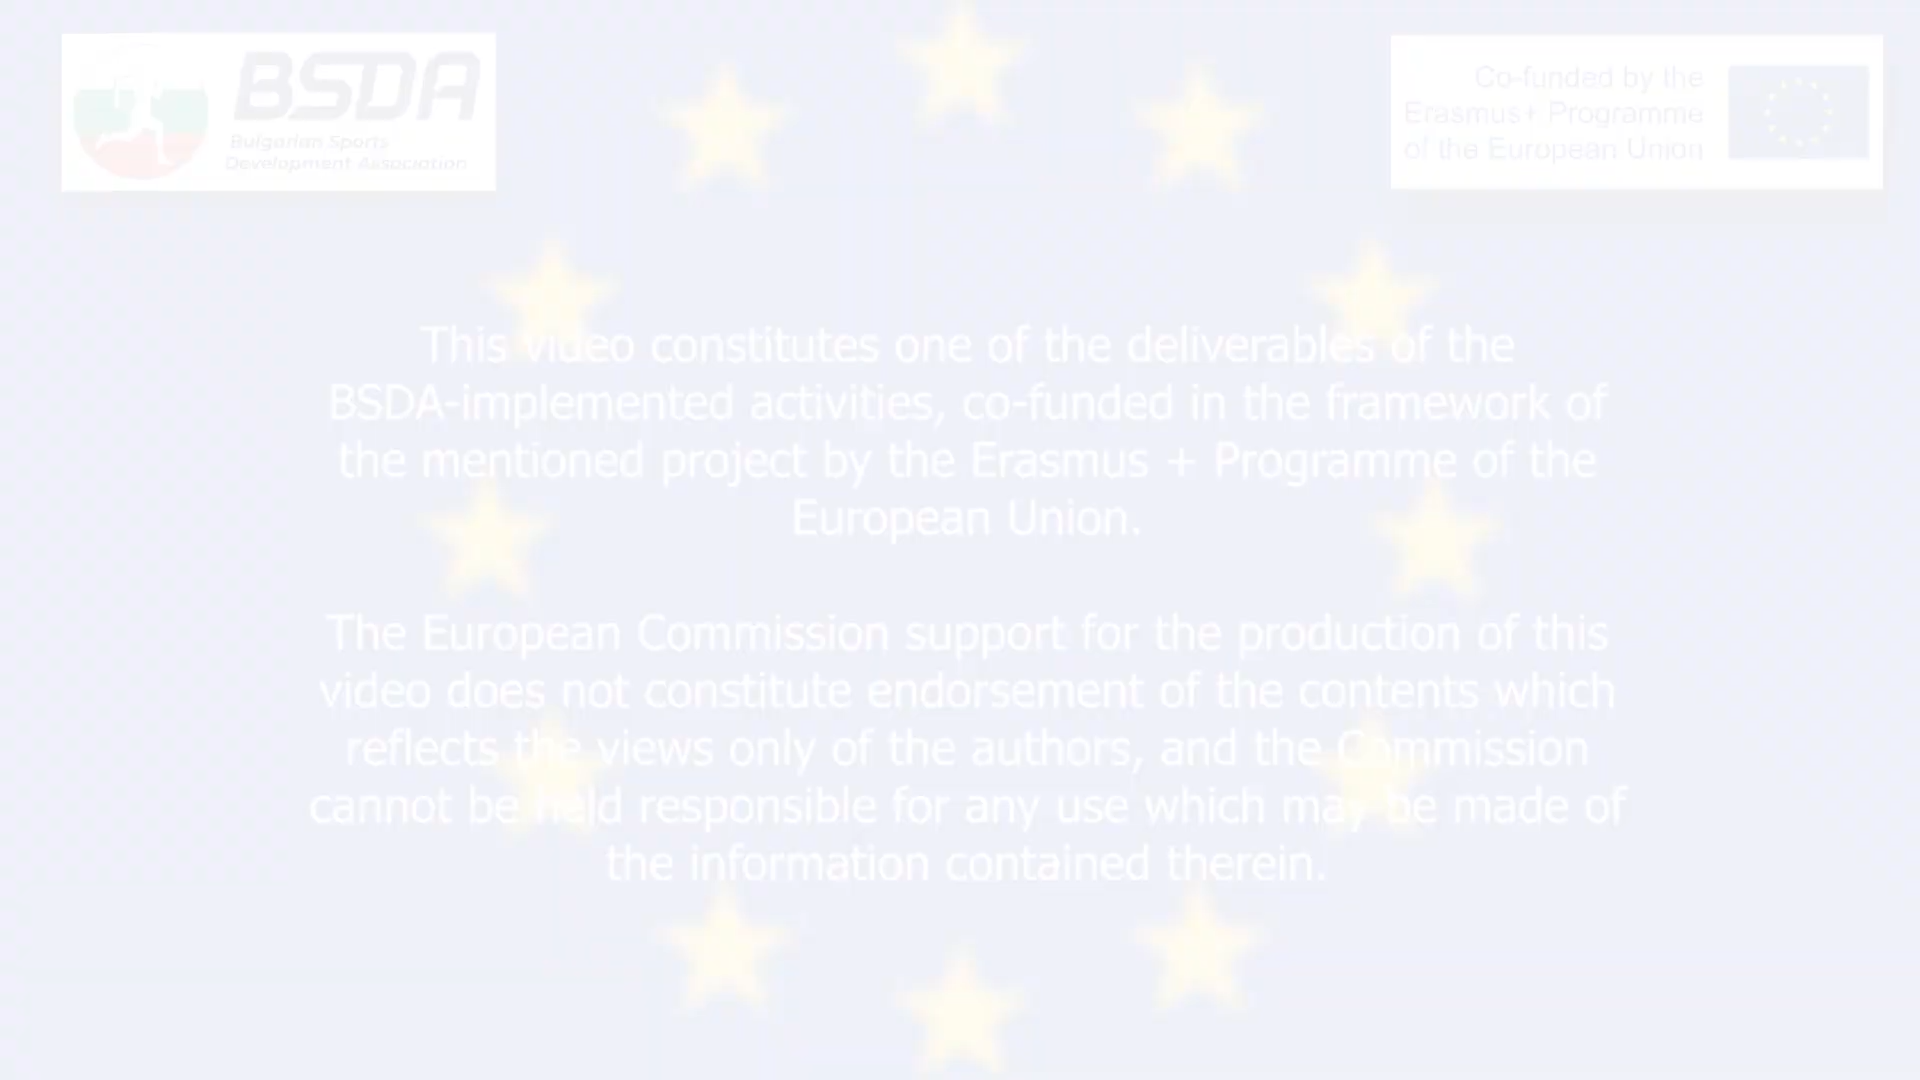 BSDA
Bulgarian Sports
Development Association
Co-funded by the
Erasmus+ Programme
of the European Union
This video constitutes one of the deliverables of the
BSDA-implemented activities, co-funded in the framework of
the mentioned project by the Erasmus + Programme of the
European Union.
The European Commission support for the production of this
video does not constitute endorsement of the contents which
reflects the views only of the authors, and the Commission
cannot be held responsible for any use which may be made of
the information contained therein.